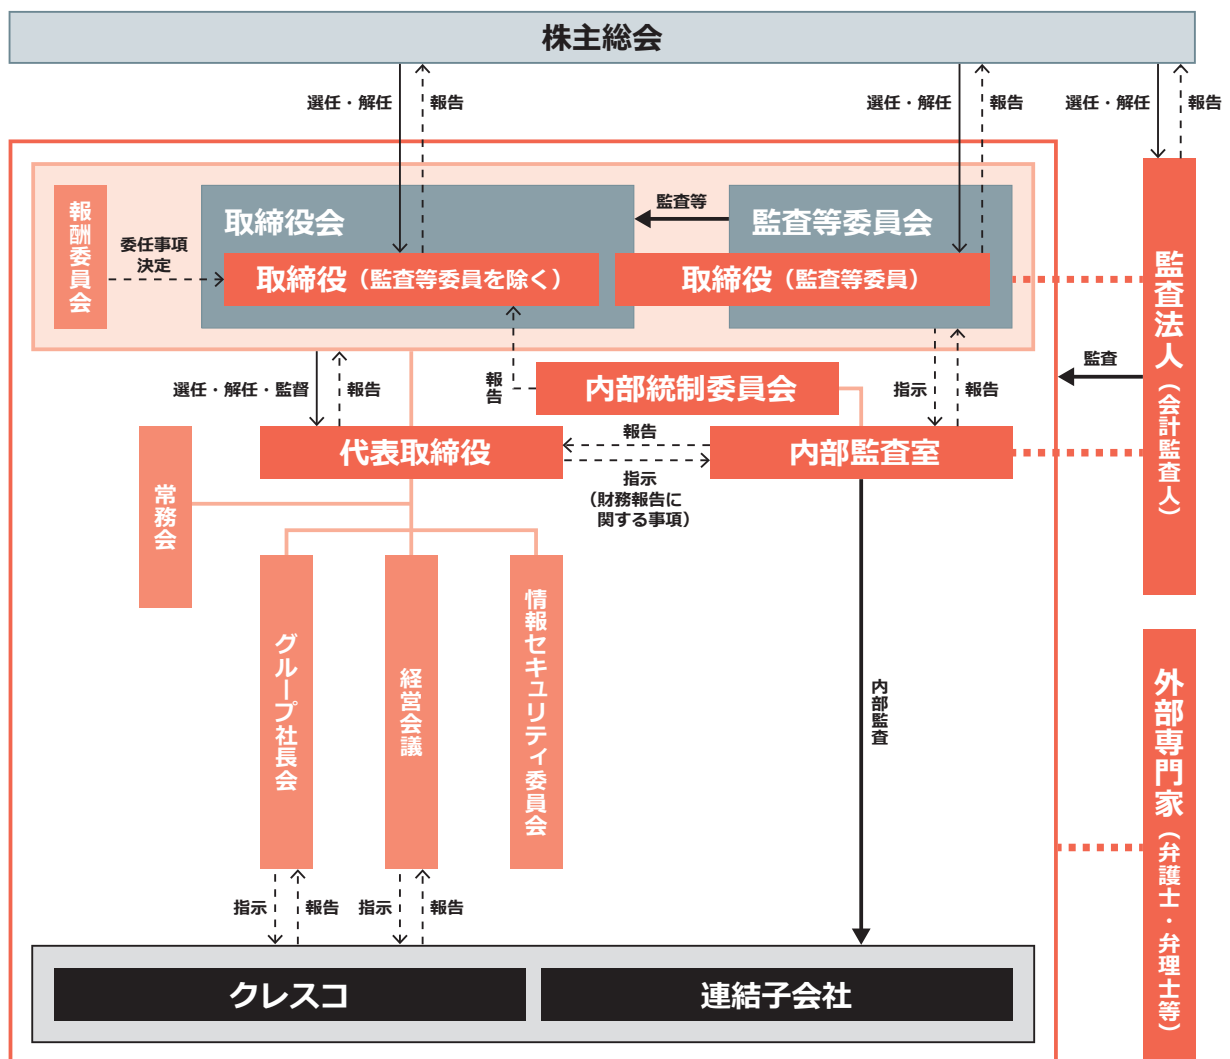 株主総会
選任・解任
報告
選任・解任
報告
選任・解任
報告
報酬委員会
委任事項
決定
取締役会
監査等
監査等委員会
取締役（監査等委員を除く）
取締役（監査等委員）
監査法人（会計監査人）
監査
選任・解任・監督
報告
報告
内部統制委員会
指示
報告
代表取締役
報告
指示
（財務報告に
関する事項）
内部監査室
常務会
グループ社長会
経営会議
情報セキュリティ委員会
内部監査
外部専門家（弁護士・弁理士等）
指示
報告
指示
報告
クレスコ
連結子会社